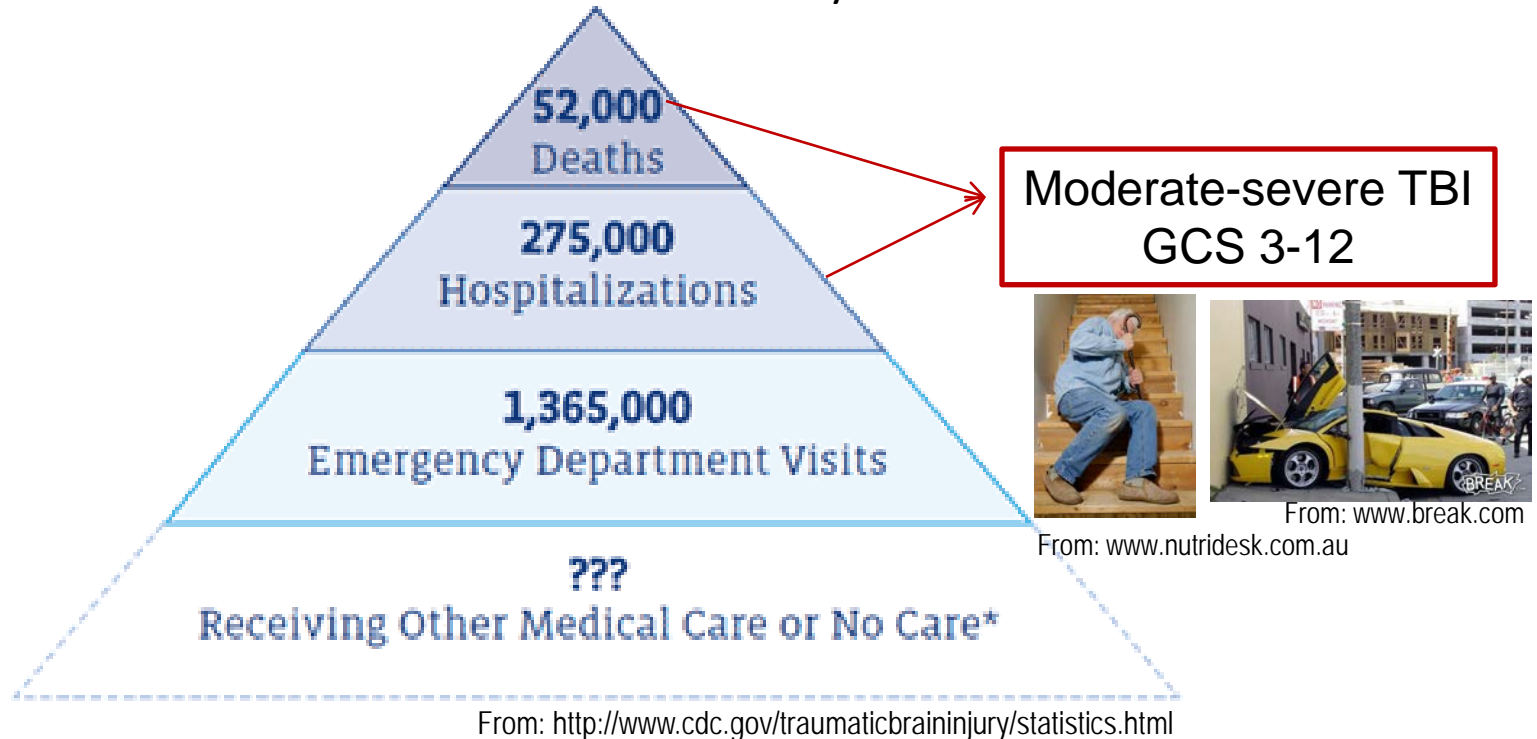 52,000
Deaths
275,000
Hospitalizations
1,365,000
Emergency Department Visits
???
Receiving Other Medical Care or No Care*
Moderate-severe TBI
GCS 3-12
BREAK
From: www.break.com
From: www.nutridesk.com.au
From: http://www.cdc.gov/traumaticbraininjury/statistics.html